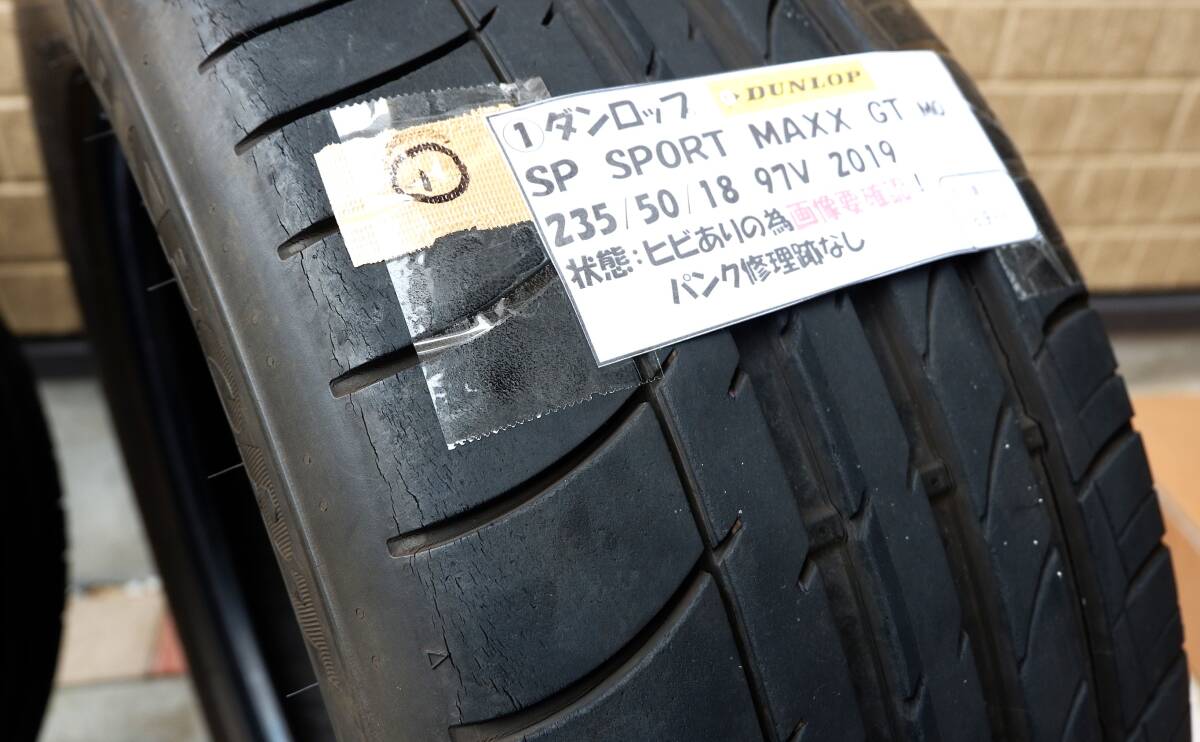 DUNLOP
①ダンロップ
SP SPORT MAXX GT MO
235/50/18 97V 2019
状態:ヒビありの為画像要確認!
パンク修理跡なし
①